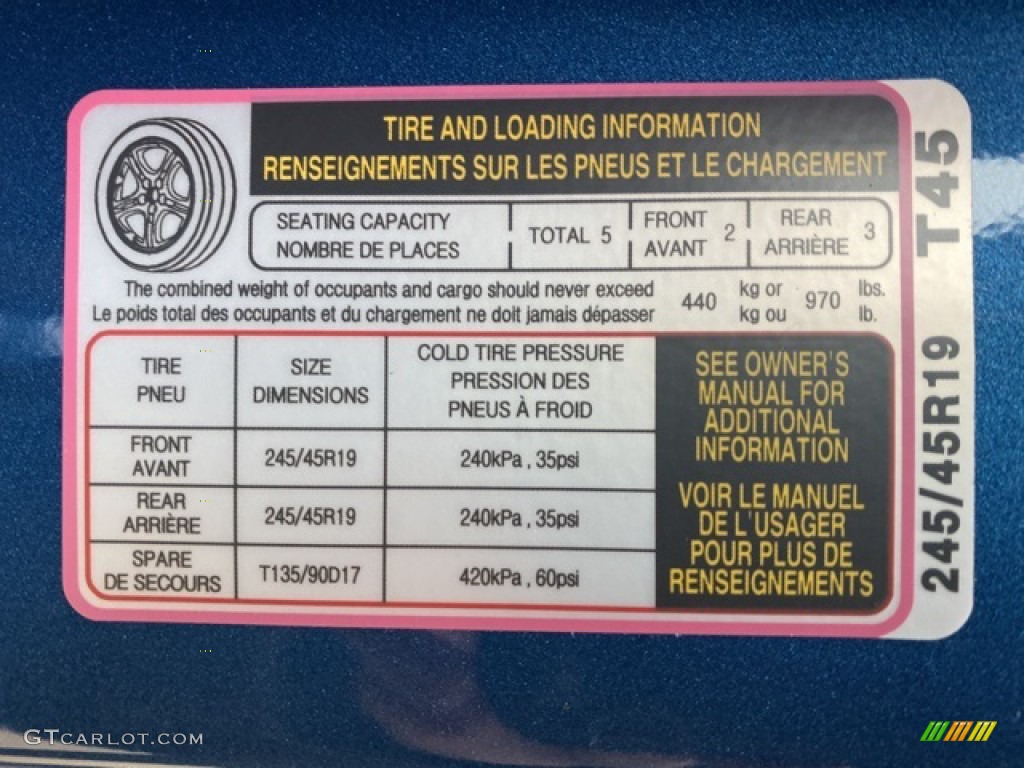 TIRE AND LOADING INFORMATION
RENSEIGNEMENTS SUR LES PNEUS ET LE CHARGEMENT
SEATING CAPACITY
NOMBRE DE PLACES
TOTAL 5
FRONT
AVANT
2
REAR
ARRIÈRE
3
The combined weight of occupants and cargo should never exceed
Le poids total des occupants et du chargement ne doit jamais dépasser
440
kg or
kg ou
970
lbs.
lb.
TIRE
PNEU
SIZE
DIMENSIONS
COLD TIRE PRESSURE
PRESSION DES
PNEUS À FROID
FRONT
AVANT
245/45R19
240kPa , 35psi
REAR
ARRIÈRE
245/45R19
240kPa , 35psi
SPARE
DE SECOURS
T135/90D17
420kPa , 60psi
SEE OWNER'S
MANUAL FOR
ADDITIONAL
INFORMATION
VOIR LE MANUEL
DE L'USAGER
POUR PLUS DE
RENSEIGNEMENTS
245/45R19 T45
GTCARLOT.COM